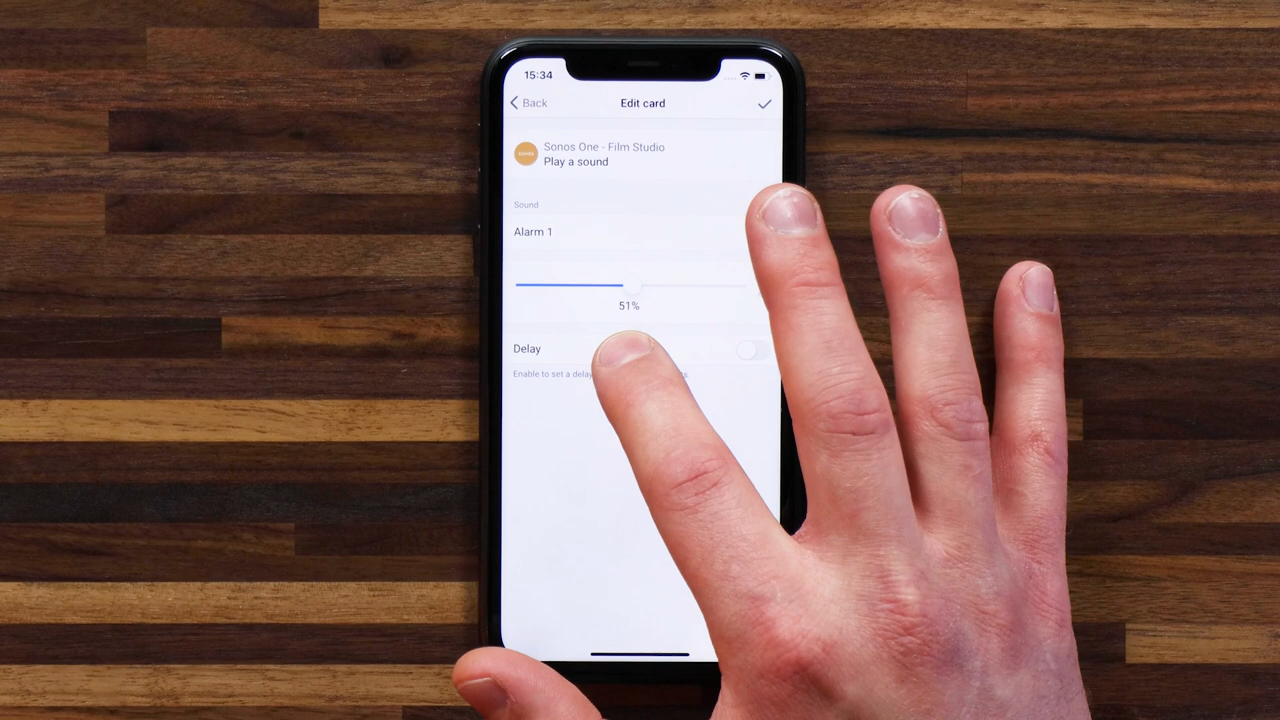 15:34
Back
Edit card
Sonos One - Film Studio
SONOS
Play a sound
Sound
Alarm 1
51%
Delay
Enable to set a delay